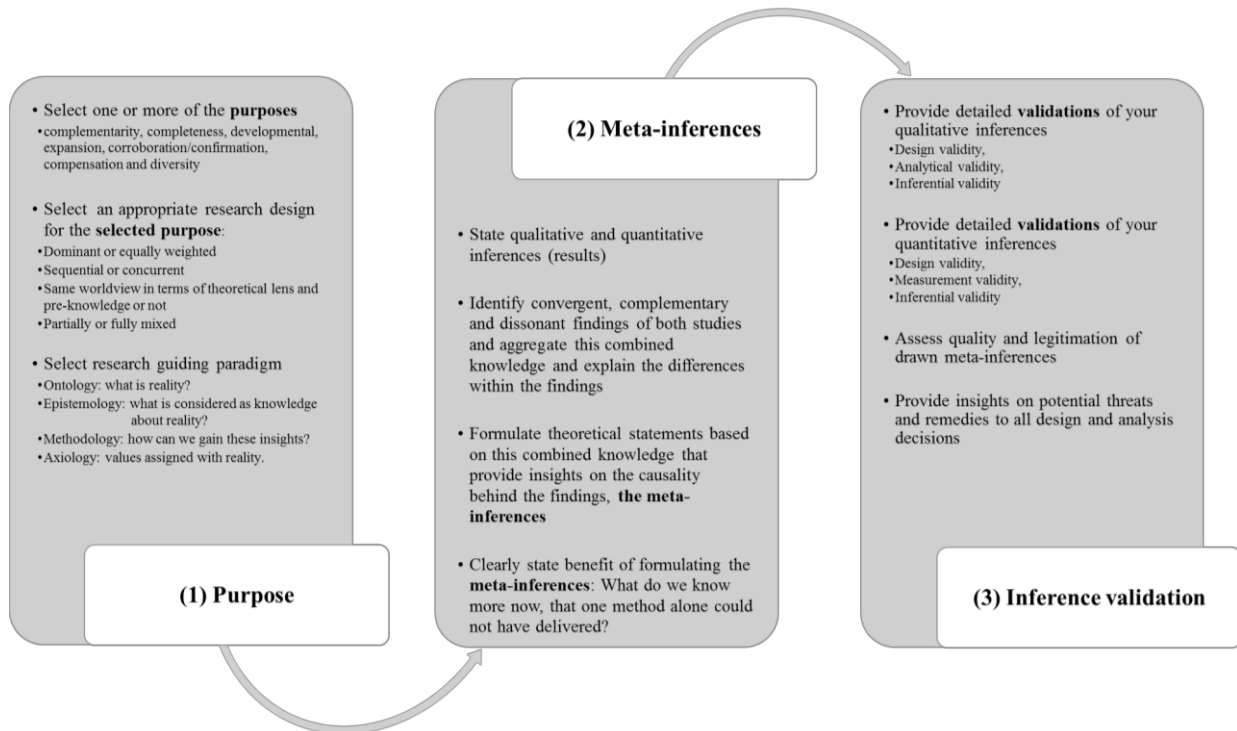 • Select one or more of the purposes
•complementarity, completeness, developmental,
expansion, corroboration/confirmation,
compensation and diversity
• Select an appropriate research design
for the selected purpose:
•Dominant or equally weighted
•Sequential or concurrent
•Same worldview in terms of theoretical lens and
pre-knowledge or not
•Partially or fully mixed
• Select research guiding paradigm
•Ontology: what is reality?
•Epistemology: what is considered as knowledge
about reality?
•Methodology: how can we gain these insights?
•Axiology: values assigned with reality.
(1) Purpose
(2) Meta-inferences
• State qualitative and quantitative
inferences (results)
• Identify convergent, complementary
and dissonant findings of both studies
and aggregate this combined
knowledge and explain the differences
within the findings
• Formulate theoretical statements based
on this combined knowledge that
provide insights on the causality
behind the findings, the meta-
inferences
• Clearly state benefit of formulating the
meta-inferences: What do we know
more now, that one method alone could
not have delivered?
• Provide detailed validations of your
qualitative inferences
•Design validity,
•Analytical validity,
•Inferential validity
• Provide detailed validations of your
quantitative inferences
•Design validity,
•Measurement validity,
•Inferential validity
• Assess quality and legitimation of
drawn meta-inferences
• Provide insights on potential threats
and remedies to all design and analysis
decisions
(3) Inference validation